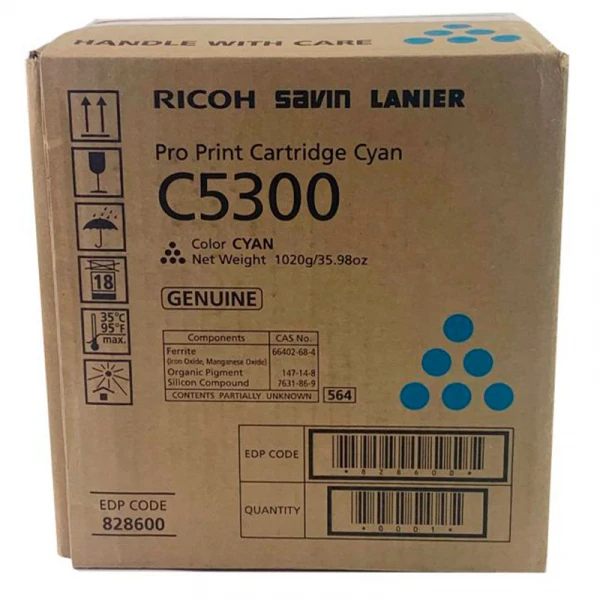 HANDLE WITH CARE
RICOH SAVIN LANIER
Pro Print Cartridge Cyan
C5300
Color CYAN
Net Weight 1020g/35.98oz
GENUINE
18
35°C
95°F
max.
Components CAS No.
Ferrite 66402-68-4
(Iron Oxide, Manganese Oxide)
Organic Pigment 147-14-8
Silicon Compound 7631-86-9
CONTENTS PARTIALLY UNKNOWN 564
EDP CODE
*828600*
QUANTITY
*0001*
EDP CODE
828600